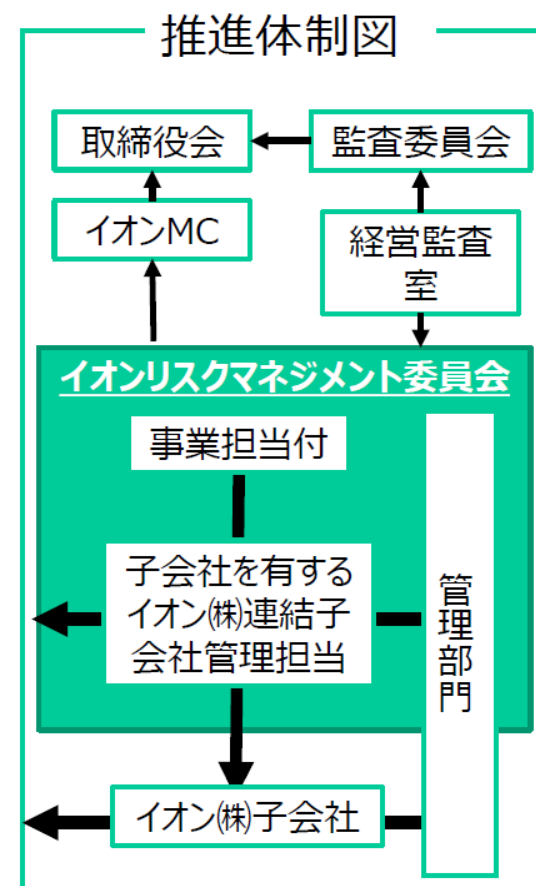 推進体制図
取締役会
監査委員会
イオンMC
経営監査
室
イオンリスクマネジメント委員会
事業担当付
子会社を有する
イオン㈱連結子
会社管理担当
管理部門
イオン㈱子会社